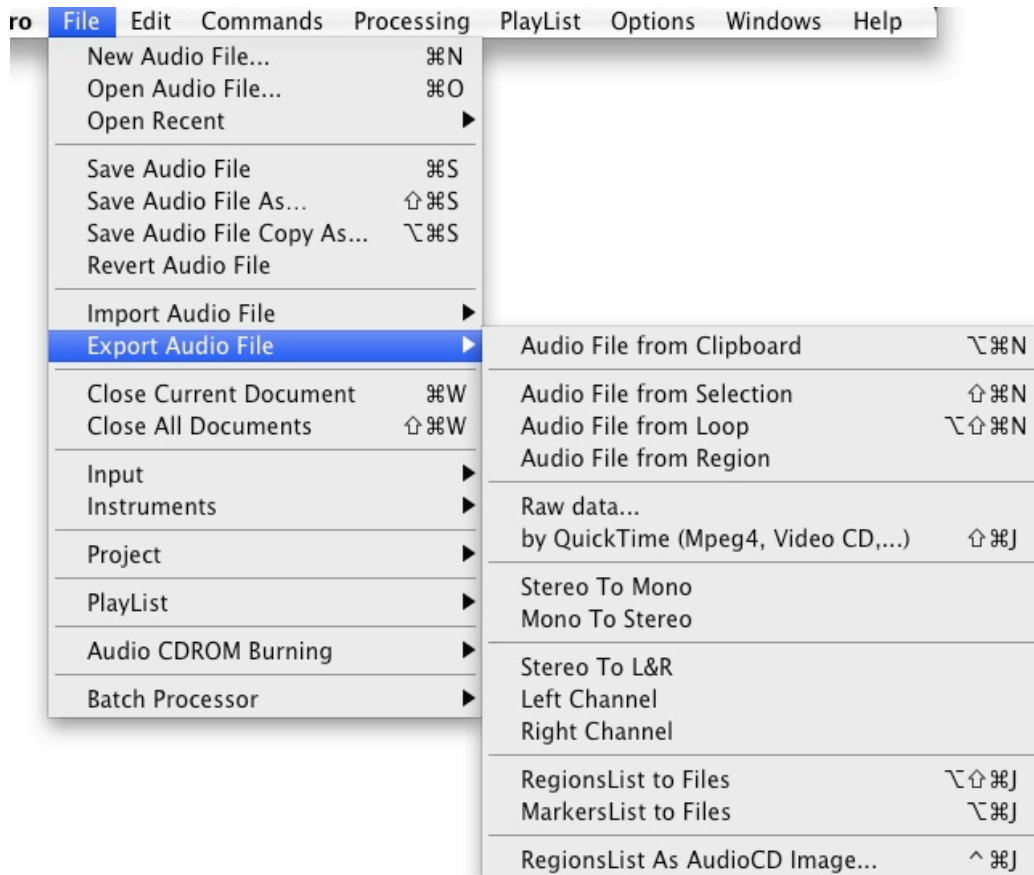 ro File Edit Commands Processing PlayList Options Windows Help
New Audio File... ⌘N
Open Audio File... ⌘O
Open Recent ▶
Save Audio File ⌘S
Save Audio File As... ⇧⌘S
Save Audio File Copy As... ⌥⌘S
Revert Audio File
Import Audio File ▶
Export Audio File ▶
Close Current Document ⌘W
Close All Documents ⇧⌘W
Input ▶
Instruments ▶
Project ▶
PlayList ▶
Audio CDROM Burning ▶
Batch Processor ▶
Audio File from Clipboard ⌥⌘N
Audio File from Selection ⇧⌘N
Audio File from Loop ⌥⇧⌘N
Audio File from Region
Raw data...
by QuickTime (Mpeg4, Video CD,...) ⇧⌘J
Stereo To Mono
Mono To Stereo
Stereo To L&R
Left Channel
Right Channel
RegionsList to Files ⌥⇧⌘J
MarkersList to Files ⌥⌘J
RegionsList As AudioCD Image... ^⌘J